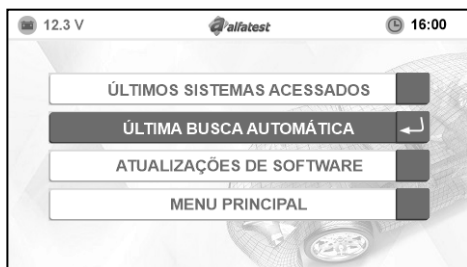 12.3 V alfatest 16:00
ÚLTIMOS SISTEMAS ACESSADOS
ÚLTIMA BUSCA AUTOMÁTICA
ATUALIZAÇÕES DE SOFTWARE
MENU PRINCIPAL